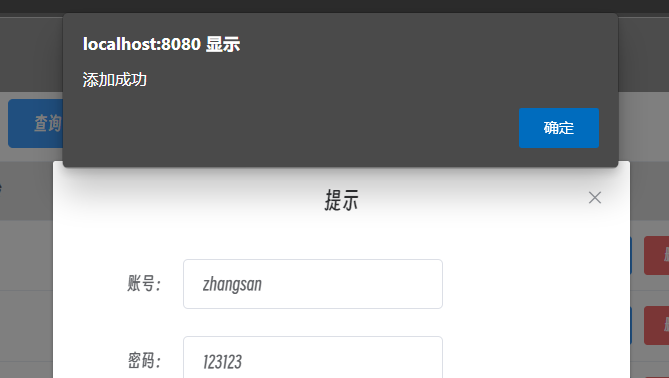 localhost:8080 显示
添加成功
确定
查询
提示
账号：
zhangsan
密码：
123123